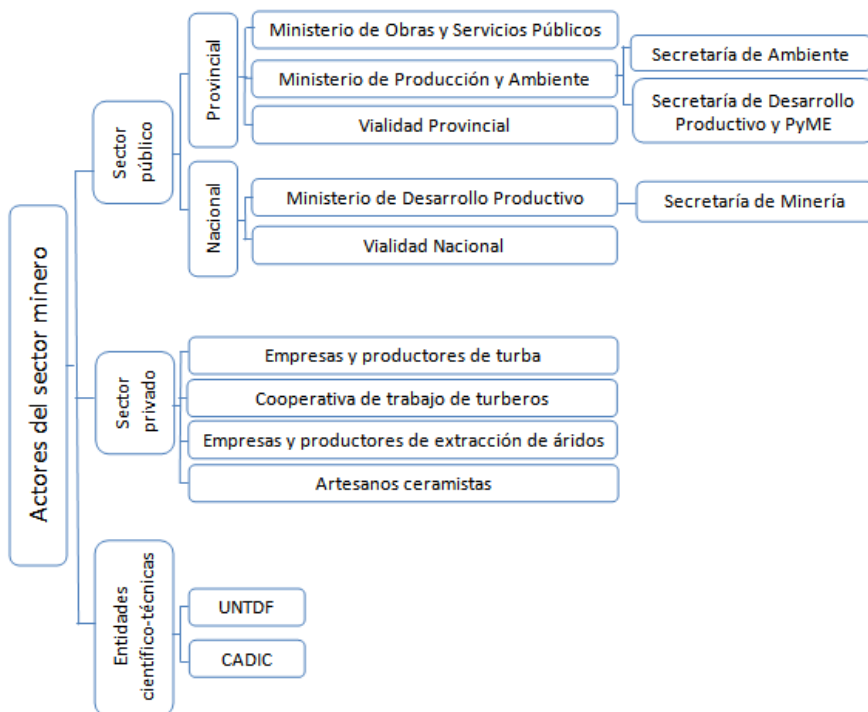 Actores del sector minero
Sector
público
Provincial
Ministerio de Obras y Servicios Públicos
Ministerio de Producción y Ambiente
Secretaría de Ambiente
Secretaría de Desarrollo
Productivo y PyME
Vialidad Provincial
Nacional
Ministerio de Desarrollo Productivo
Secretaría de Minería
Vialidad Nacional
Sector
privado
Empresas y productores de turba
Cooperativa de trabajo de turberos
Empresas y productores de extracción de áridos
Artesanos ceramistas
Entidades
científico-técnicas
UNTDF
CADIC